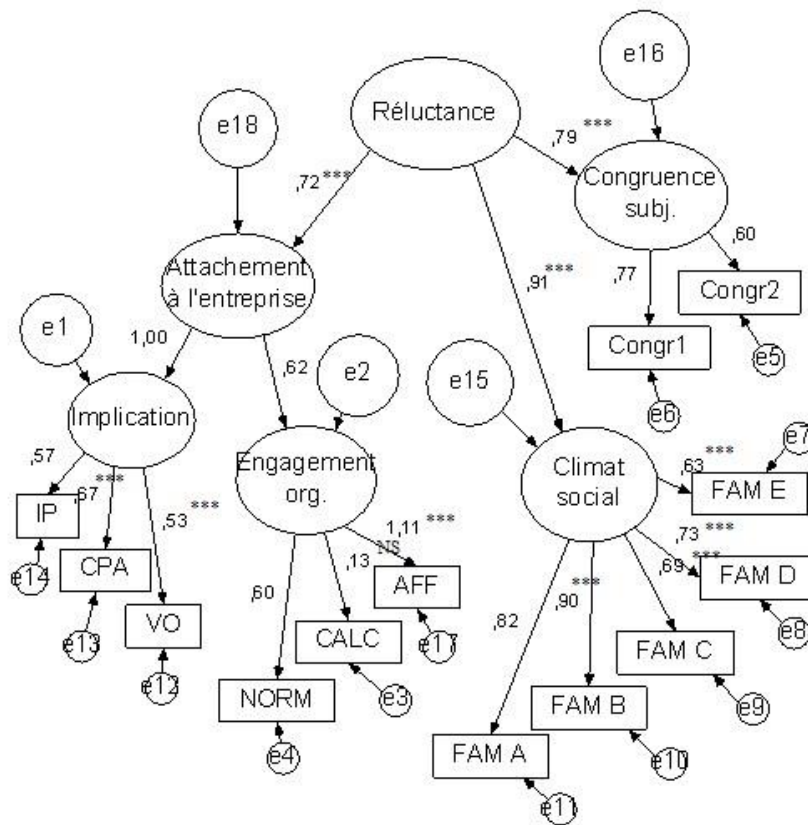 e16
Réluctance
e18
,79 ***
,72 ***
Congruence
subj.
,60
Attachement
à l'entreprise
,91 ***
,77
Congr2
e1
1,00
,62
e2
Congr1
e5
e15
e6
Implication
e7
,57
Engagement
org.
Climat
social
,63 ***
FAM E
IP
,67 ***
,53 ***
1,11 ***
,73 ***
,13 NS
e14
CPA
,60
AFF
,90 ***
,69 ***
FAM D
e13
VO
CALC
e17
,82
e8
FAM C
e12
NORM
e3
e9
FAM B
e4
FAM A
e10
e11